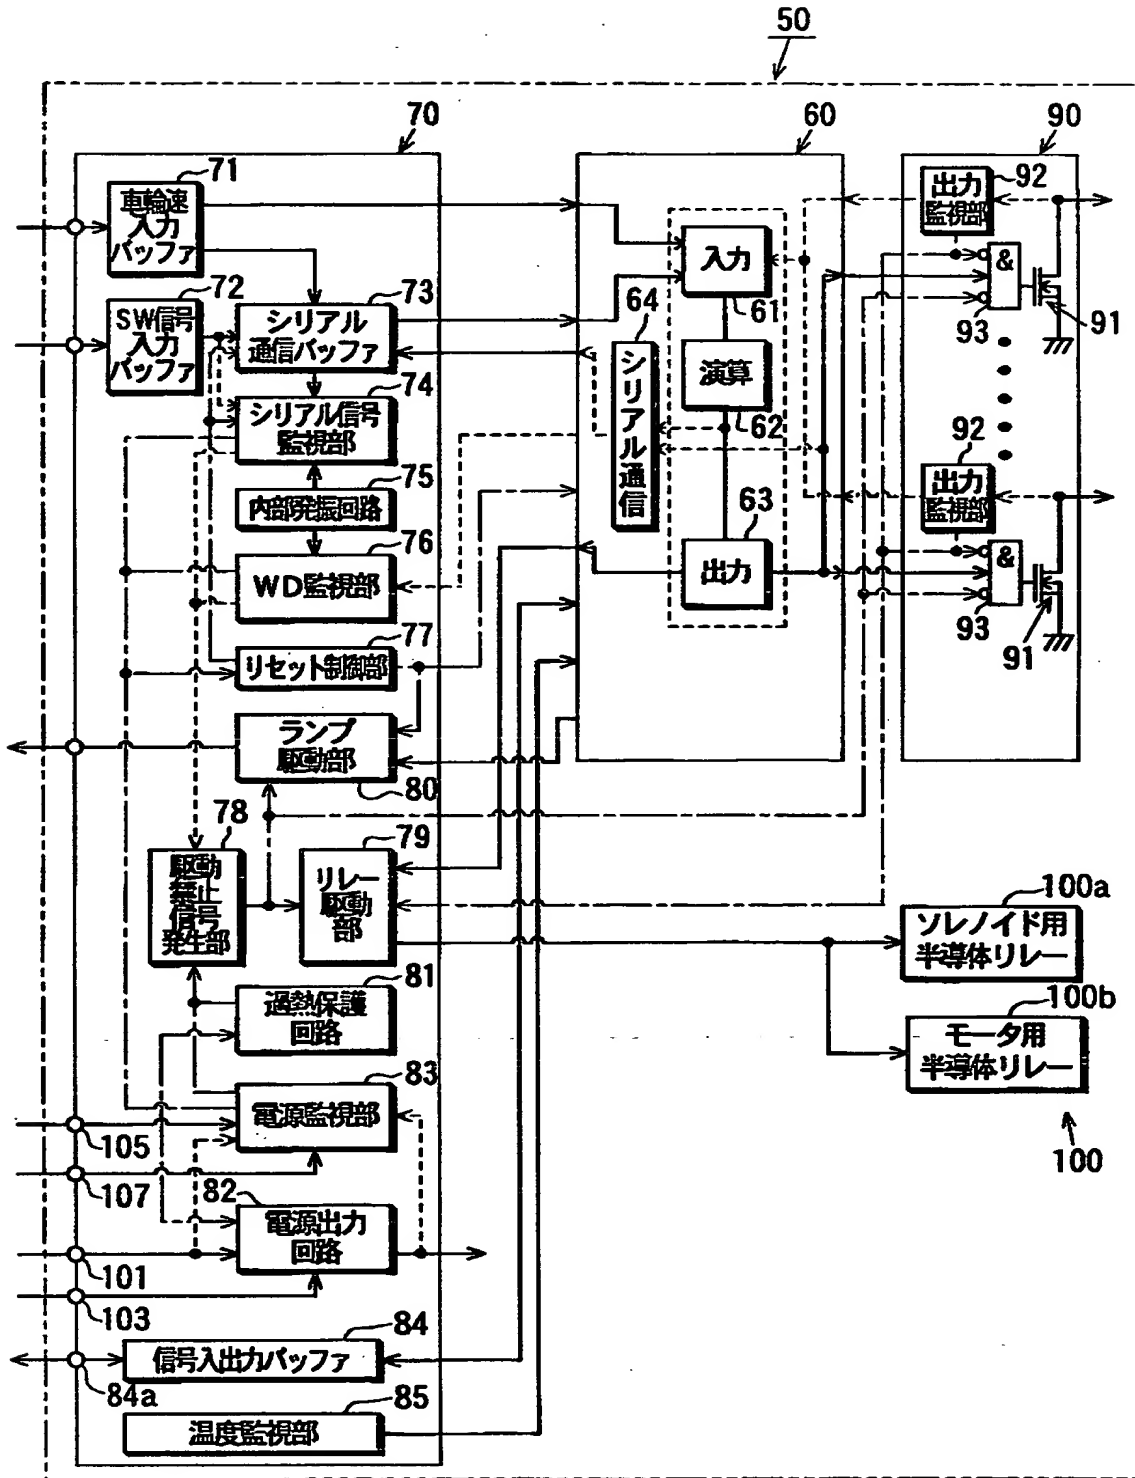 50
70
60
90
71
車輪速
入力
バッファ
72
SW信号
入力
バッファ
73
シリアル
通信バッファ
74
シリアル信号
監視部
75
内部発振回路
76
WD監視部
77
リセット制御部
ランプ
駆動部
80
78
駆動
禁止
信号
発生部
79
リレー
駆動
部
81
過熱保護
回路
83
電源監視部
105
107
82
電源出力
回路
101
103
84
信号入出力バッファ
84a
85
温度監視部
入力
61
64
シリアル通信
演算
62
63
出力
出力
監視部
92
&
93
91
92
出力
監視部
&
93
91
100a
ソレノイド用
半導体リレー
100b
モータ用
半導体リレー
100